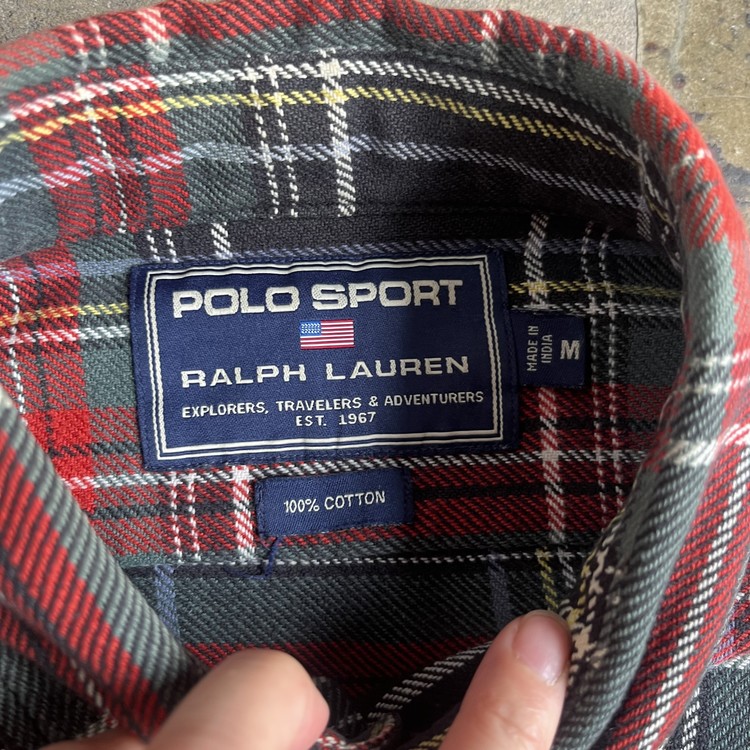 POLO SPORT
RALPH LAUREN
EXPLORERS, TRAVELERS & ADVENTURERS
EST. 1967
MADE IN
INDIA
M
100% COTTON